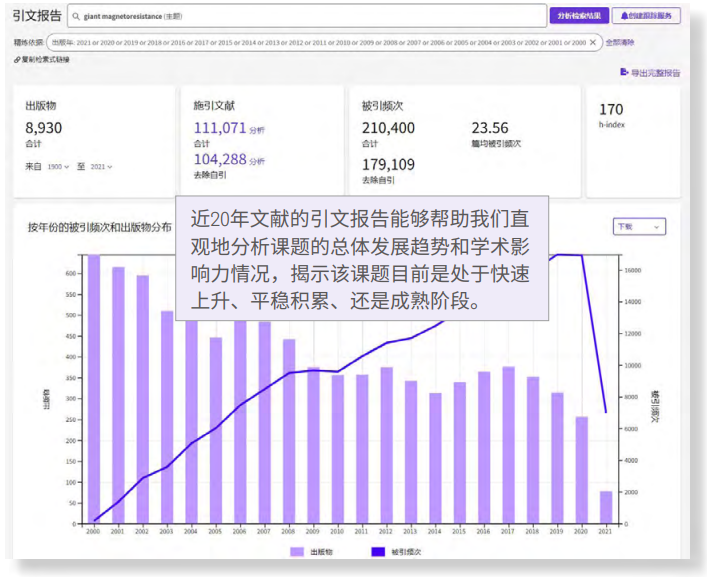 引文报告
giant magnetoresistance (主题)
分析检索结果
创建跟踪服务
精炼依据:
出版年: 2021 or 2020 or 2019 or 2018 or 2016 or 2017 or 2015 or 2014 or 2013 or 2012 or 2011 or 2010 or 2009 or 2008 or 2007 or 2006 or 2005 or 2004 or 2003 or 2002 or 2001 or 2000
全部清除
复制检索式链接
导出完整报告
出版物
8,930
合计
来自 1900 至 2021
施引文献
111,071 分析
合计
104,288 分析
去除自引
被引频次
210,400
合计
179,109
去除自引
23.56
篇均被引频次
170
h-index
按年份的被引频次和出版物分布
下载
近20年文献的引文报告能够帮助我们直
观地分析课题的总体发展趋势和学术影
响力情况，揭示该课题目前是处于快速
上升、平稳积累、还是成熟阶段。
出版物
600
550
500
450
400
350
300
250
200
150
100
50
0
16000
14000
12000
10000
8000
6000
4000
2000
0
被引频次
2000 2001 2002 2003 2004 2005 2006 2007 2008 2009 2010 2011 2012 2013 2014 2015 2016 2017 2018 2019 2020 2021
出版物 被引频次